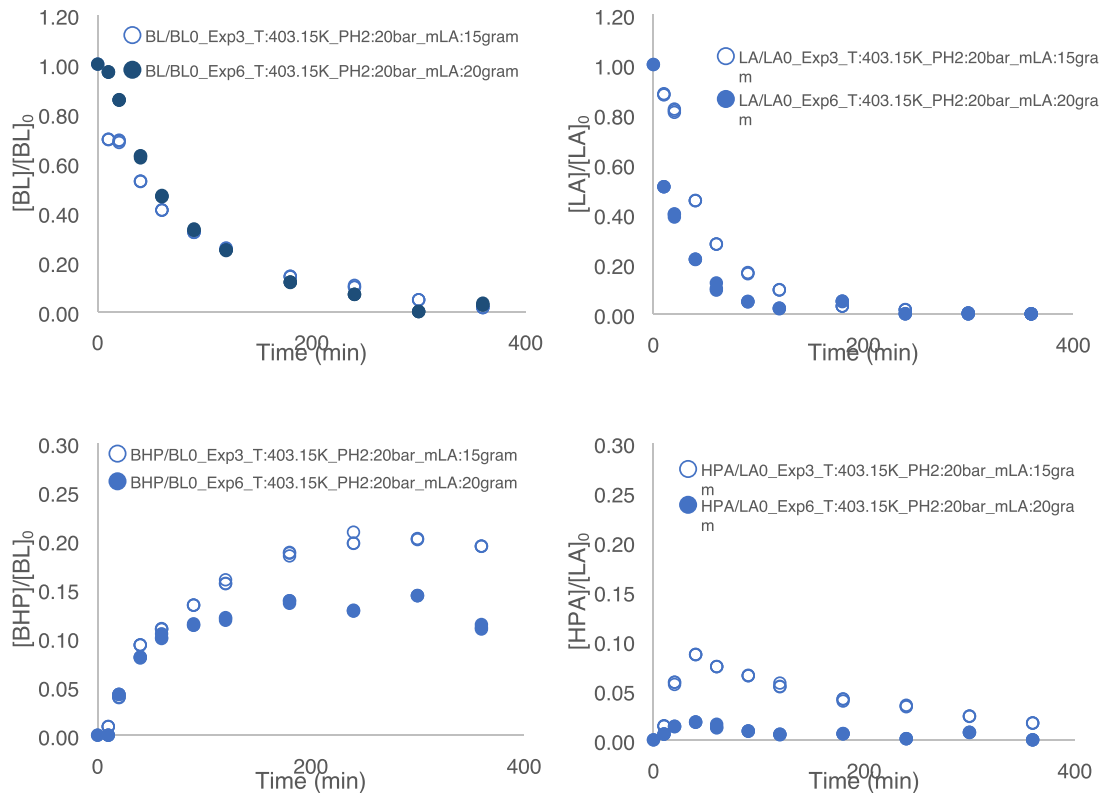 1.20
1.00
0.80
0.60
0.40
0.20
0.00
[BL]/[BL]0
BL/BL0_Exp3_T:403.15K_PH2:20bar_mLA:15gram
BL/BL0_Exp6_T:403.15K_PH2:20bar_mLA:20gram
0
200
400
Time (min)
1.20
1.00
0.80
0.60
0.40
0.20
0.00
[LA]/[LA]0
LA/LA0_Exp3_T:403.15K_PH2:20bar_mLA:15gra
m
LA/LA0_Exp6_T:403.15K_PH2:20bar_mLA:20gra
m
0
200
400
Time (min)
0.30
0.25
0.20
0.15
0.10
0.05
0.00
[BHP]/[BL]0
BHP/BL0_Exp3_T:403.15K_PH2:20bar_mLA:15gram
BHP/BL0_Exp6_T:403.15K_PH2:20bar_mLA:20gram
0
200
400
Time (min)
0.30
0.25
0.20
0.15
0.10
0.05
0.00
[HPA]/[LA]0
HPA/LA0_Exp3_T:403.15K_PH2:20bar_mLA:15gra
m
HPA/LA0_Exp6_T:403.15K_PH2:20bar_mLA:20gra
m
0
200
400
Time (min)